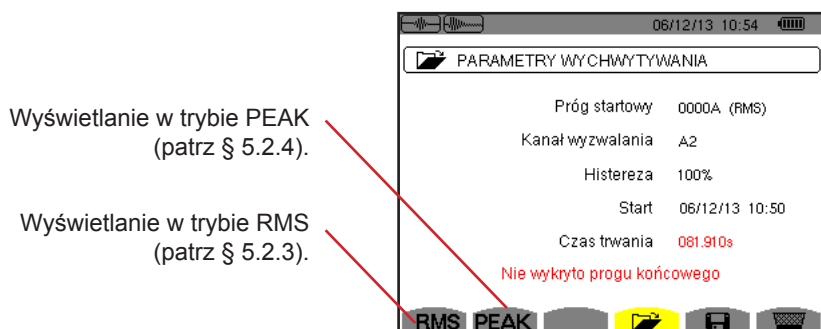 06/12/13 10:54
PARAMETRY WYCHWYTYWANIA
Próg startowy 0000A (RMS)
Kanał wyzwalania A2
Histereza 100%
Start 06/12/13 10:50
Czas trwania 081.910s
Nie wykryto progu końcowego
RMS PEAK
Wyświetlanie w trybie PEAK
(patrz § 5.2.4).
Wyświetlanie w trybie RMS
(patrz § 5.2.3).